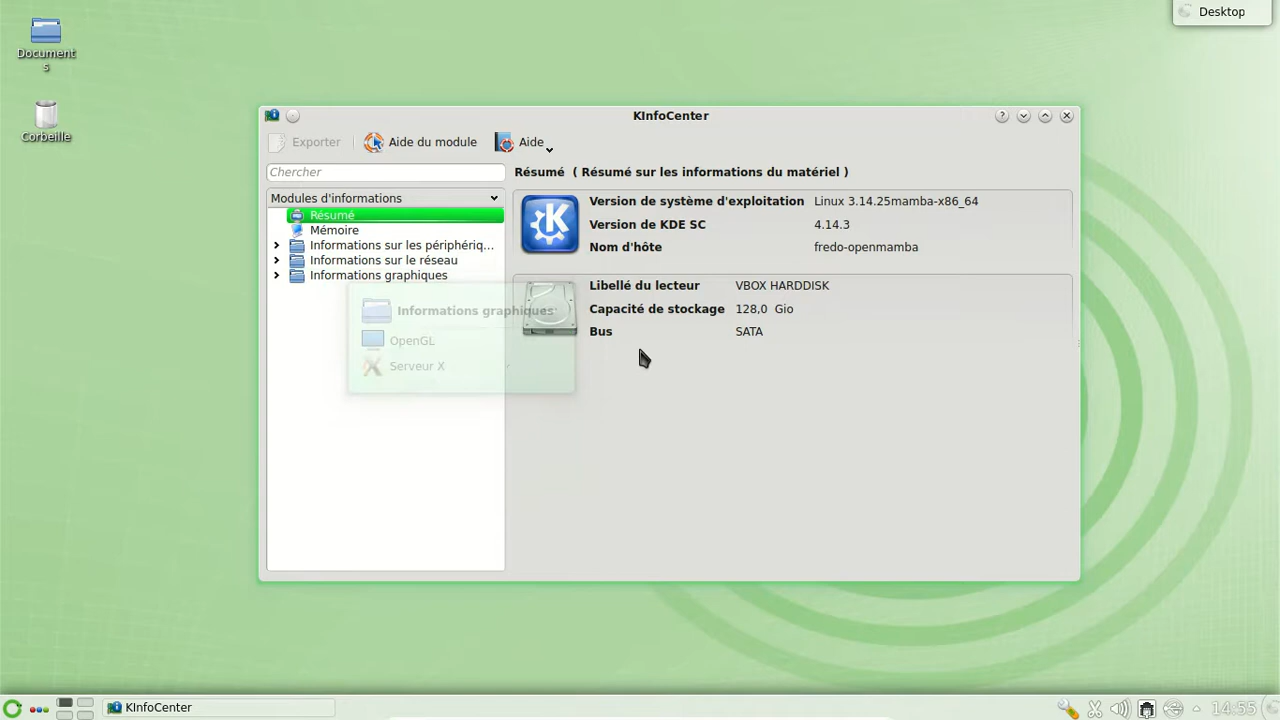 Desktop
Document
s
Corbeille
KInfoCenter
?
Exporter
Aide du module
Aide
Chercher
Résumé ( Résumé sur les informations du matériel )
Modules d'informations
Résumé
Mémoire
Informations sur les périphériq...
Informations sur le réseau
Informations graphiques
Version de système d'exploitation Linux 3.14.25mamba-x86_64
Version de KDE SC 4.14.3
Nom d'hôte fredo-openmamba
Libellé du lecteur VBOX HARDDISK
Capacité de stockage 128,0 Gio
Bus SATA
Informations graphiques
OpenGL
Serveur X
KInfoCenter
14:55